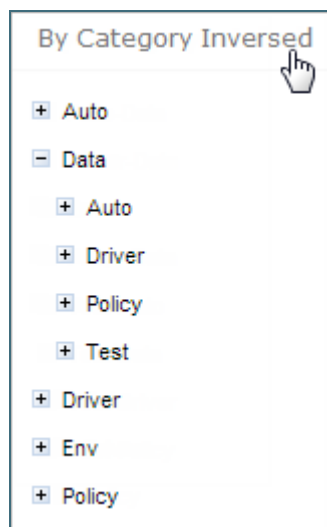 By Category Inversed
Auto
Data
Auto
Driver
Policy
Test
Driver
Env
Policy